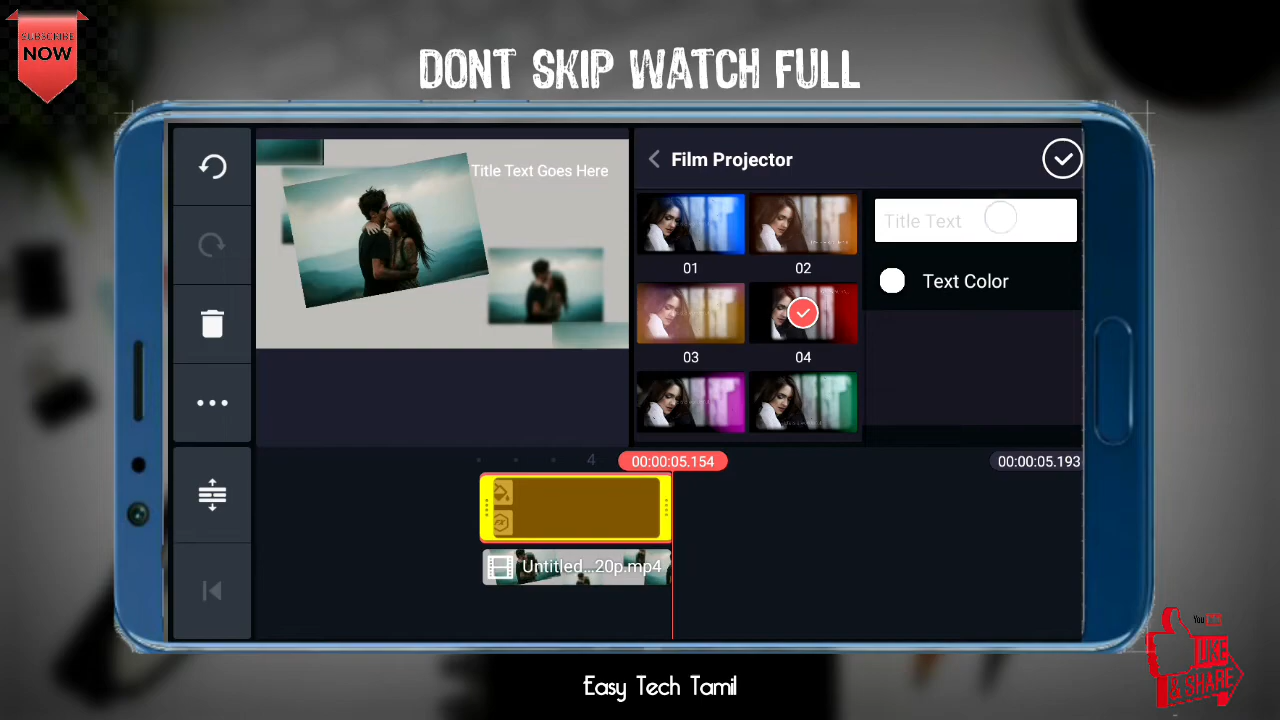 SUBSCRIBE
NOW
DONT SKIP WATCH FULL
Title Text Goes Here
Film Projector
Title Text
Text Color
01
02
03
04
4
00:00:05.154
00:00:05.193
Untitled...20p.mp4
You
LIKE
& SHARE
Easy Tech Tamil